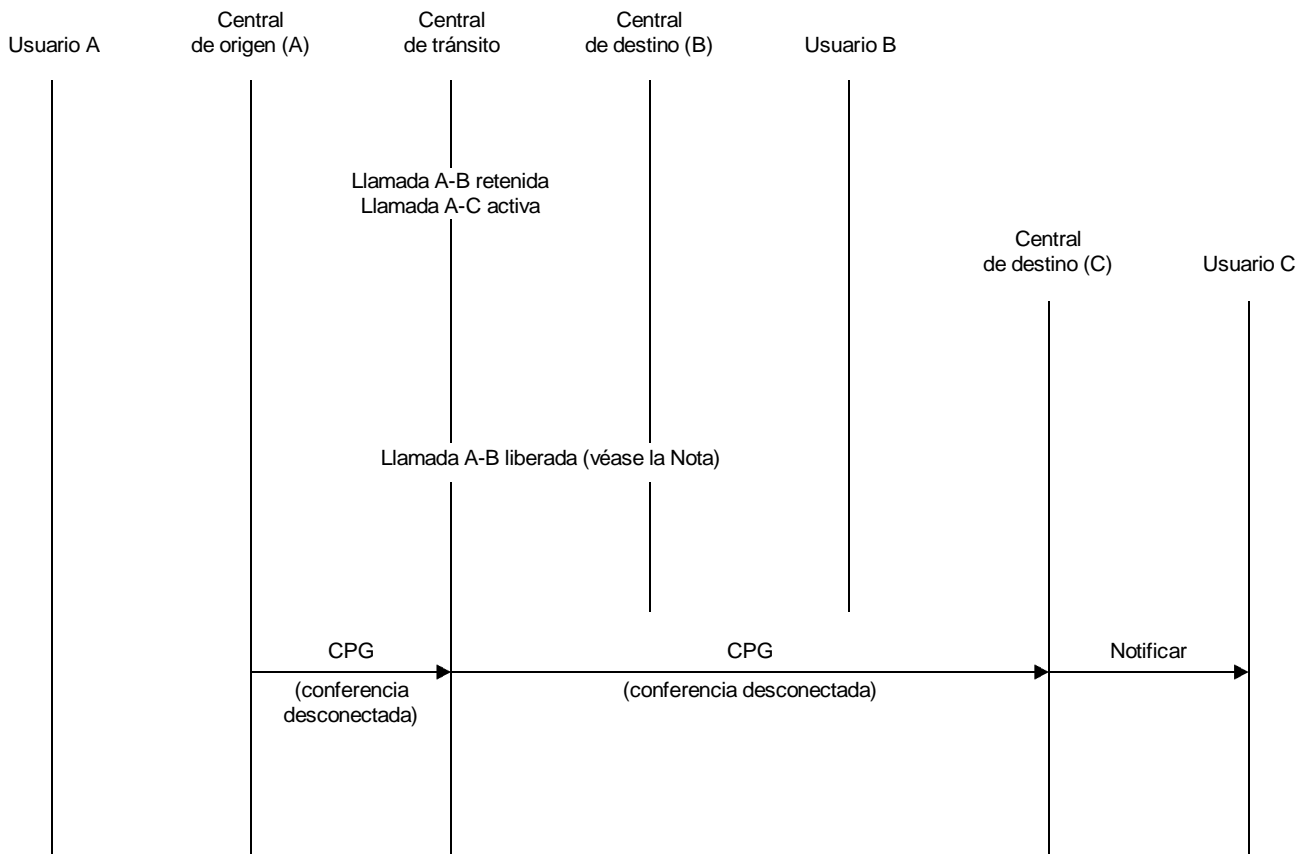 Usuario A
Central
de origen (A)
Central
de tránsito
Central
de destino (B)
Usuario B
Llamada A-B retenida
Llamada A-C activa
Central
de destino (C)
Usuario C
Llamada A-B liberada (véase la Nota)
CPG
(conferencia
desconectada)
CPG
(conferencia desconectada)
Notificar